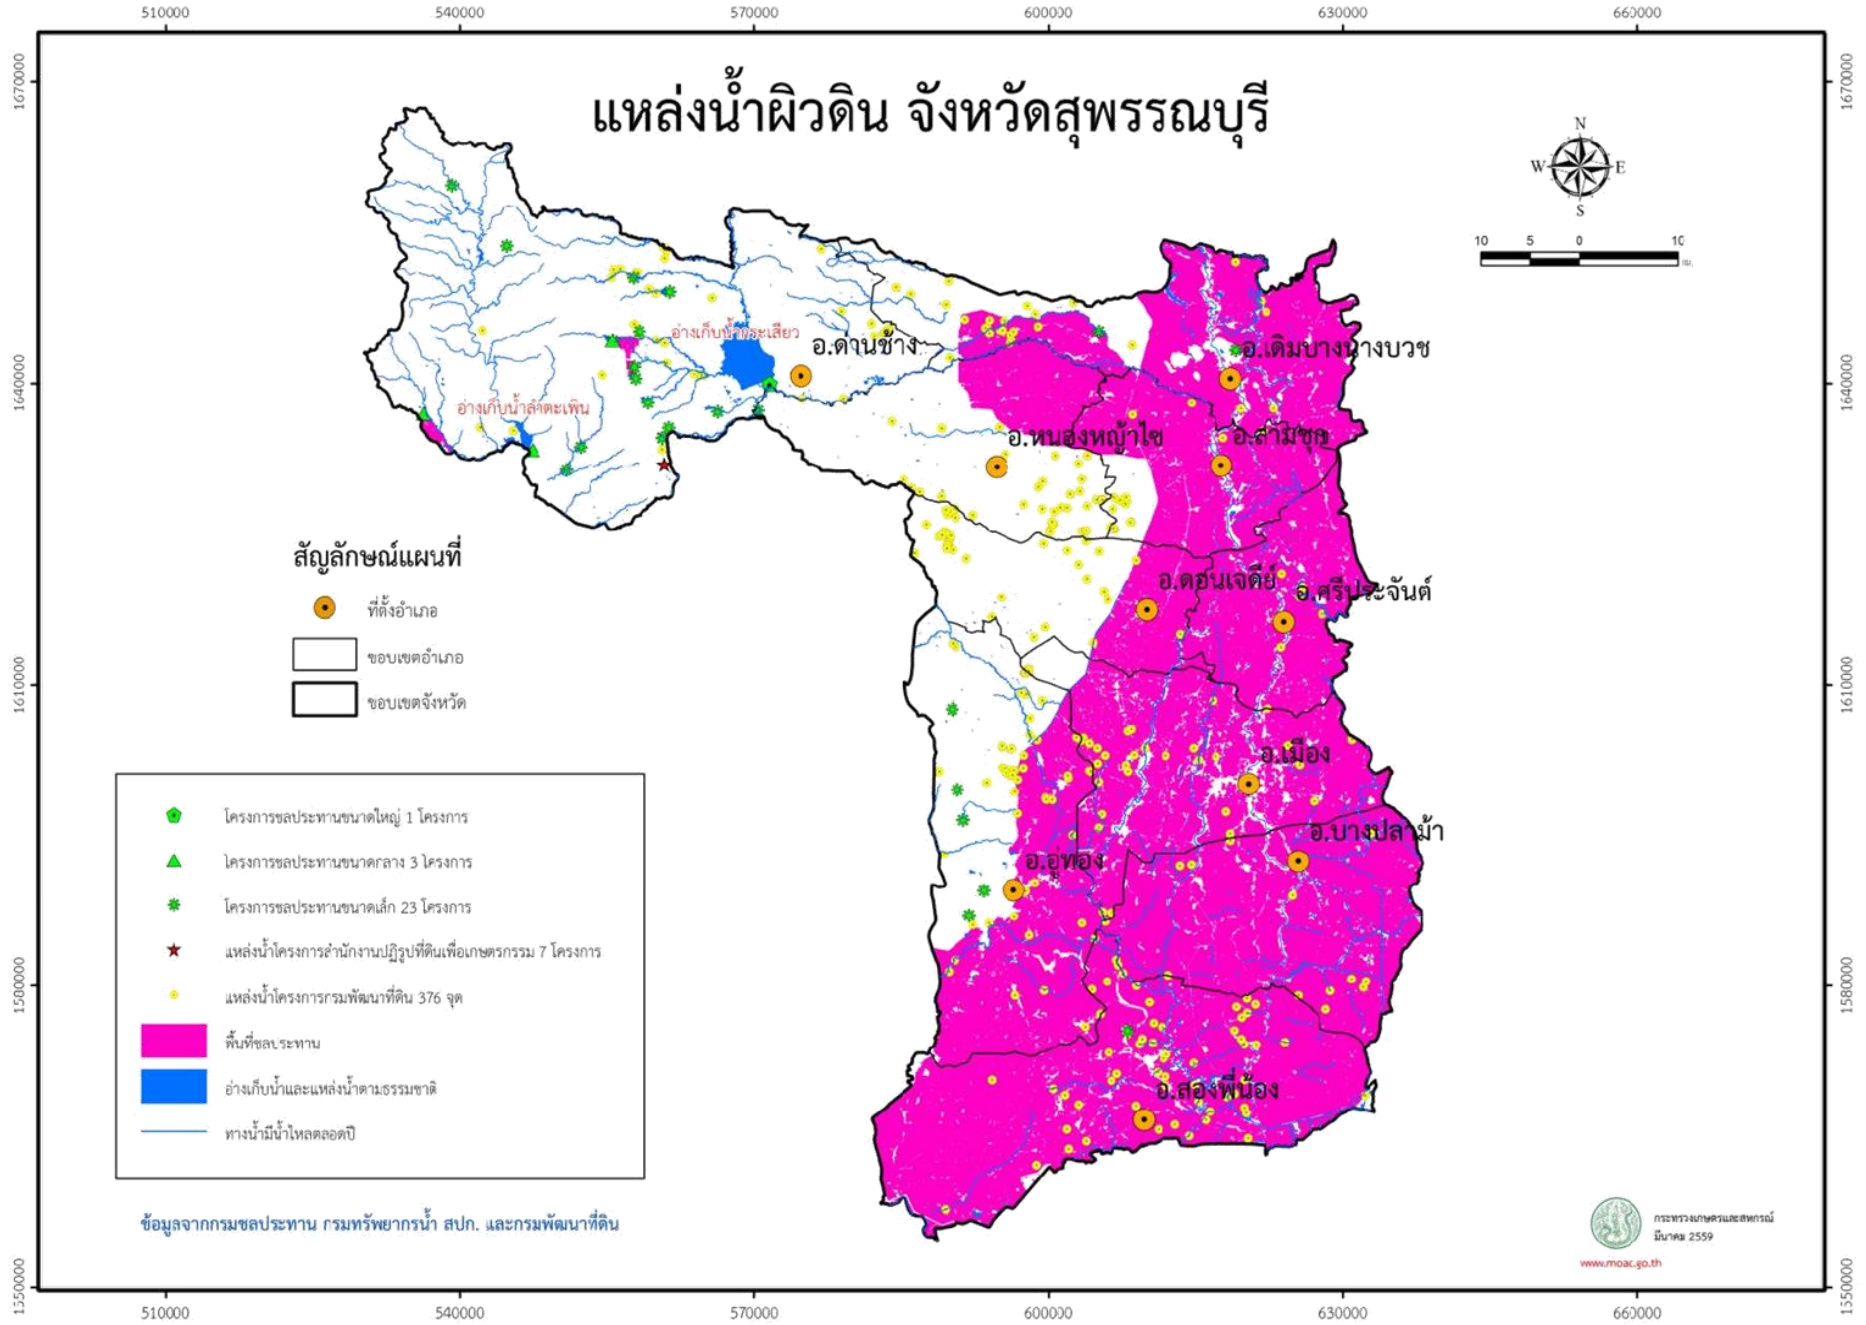 510000 540000 570000 600000 630000 660000
1670000 1670000
แหล่งน้ำผิวดิน จังหวัดสุพรรณบุรี
N
W E
S
10 5 0 10
กม.
1640000 1640000
อ่างเก็บน้ำกระเสียว
อ.ด่านช้าง
อ.เดิมบางนางบวช
อ่างเก็บน้ำลำตะเพิน
อ.หนองหญ้าไซ
อ.สามชุก
อ.ดอนเจดีย์
อ.ศรีประจันต์
สัญลักษณ์แผนที่
ที่ตั้งอำเภอ
ขอบเขตอำเภอ
ขอบเขตจังหวัด
1610000 1610000
อ.เมือง
อ.บางปลาม้า
อ.อู่ทอง
โครงการชลประทานขนาดใหญ่ 1 โครงการ
โครงการชลประทานขนาดกลาง 3 โครงการ
โครงการชลประทานขนาดเล็ก 23 โครงการ
แหล่งน้ำโครงการสำนักงานปฏิรูปที่ดินเพื่อเกษตรกรรม 7 โครงการ
แหล่งน้ำโครงการกรมพัฒนาที่ดิน 376 จุด
พื้นที่ชลประทาน
อ่างเก็บน้ำและแหล่งน้ำตามธรรมชาติ
ทางน้ำมีน้ำไหลตลอดปี
1580000 1580000
อ.สองพี่น้อง
ข้อมูลจากกรมชลประทาน กรมทรัพยากรน้ำ สปก. และกรมพัฒนาที่ดิน
กระทรวงเกษตรและสหกรณ์
มีนาคม 2559
www.moac.go.th
1550000 1550000
510000 540000 570000 600000 630000 660000